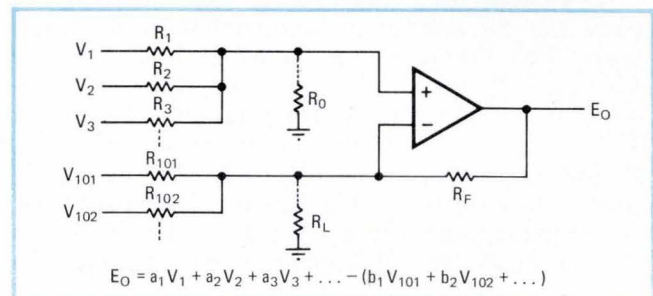 V1 R1
V2 R2
V3 R3
R0
+
−
EO
V101 R101
V102 R102
RL
RF
EO = a1V1 + a2V2 + a3V3 + . . . − (b1V101 + b2V102 + . . . )